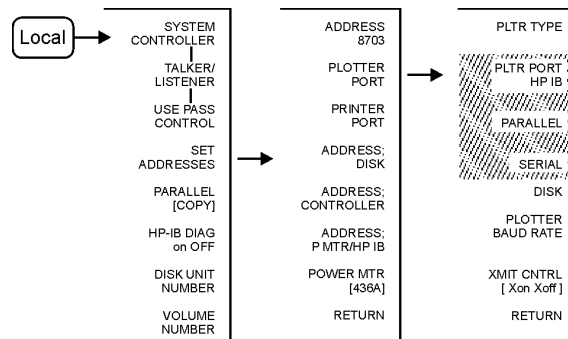 Local
SYSTEM
CONTROLLER
TALKER/
LISTENER
USE PASS
CONTROL
SET
ADDRESSES
PARALLEL
[COPY]
HP-IB DIAG
on OFF
DISK UNIT
NUMBER
VOLUME
NUMBER
ADDRESS
8703
PLOTTER
PORT
PRINTER
PORT
ADDRESS;
DISK
ADDRESS;
CONTROLLER
ADDRESS;
P MTR/HP IB
POWER MTR
[436A]
RETURN
PLTR TYPE
PLTR PORT
HP IB
PARALLEL
SERIAL
DISK
PLOTTER
BAUD RATE
XMIT CNTRL
[ Xon Xoff ]
RETURN